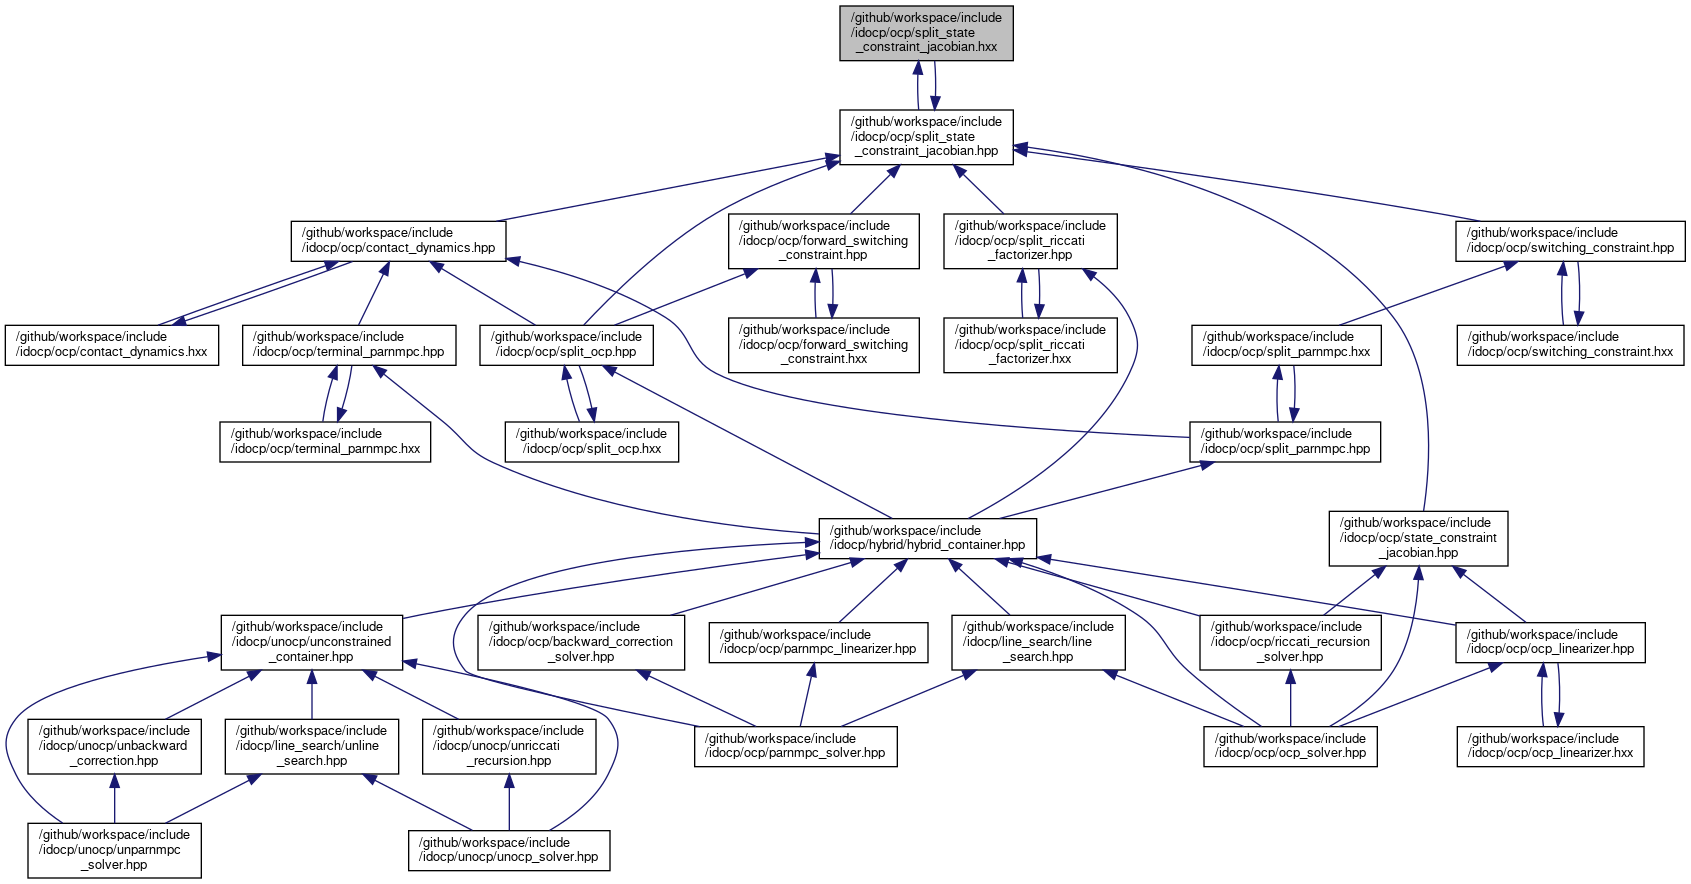 /github/workspace/include
/idocp/ocp/split_state
_constraint_jacobian.hxx
/github/workspace/include
/idocp/ocp/split_state
_constraint_jacobian.hpp
/github/workspace/include
/idocp/ocp/contact_dynamics.hpp
/github/workspace/include
/idocp/ocp/forward_switching
_constraint.hpp
/github/workspace/include
/idocp/ocp/split_riccati
_factorizer.hpp
/github/workspace/include
/idocp/ocp/switching_constraint.hpp
/github/workspace/include
/idocp/ocp/contact_dynamics.hxx
/github/workspace/include
/idocp/ocp/terminal_parnmpc.hpp
/github/workspace/include
/idocp/ocp/split_ocp.hpp
/github/workspace/include
/idocp/ocp/forward_switching
_constraint.hxx
/github/workspace/include
/idocp/ocp/split_riccati
_factorizer.hxx
/github/workspace/include
/idocp/ocp/split_parnmpc.hxx
/github/workspace/include
/idocp/ocp/switching_constraint.hxx
/github/workspace/include
/idocp/ocp/terminal_parnmpc.hxx
/github/workspace/include
/idocp/ocp/split_ocp.hxx
/github/workspace/include
/idocp/ocp/split_parnmpc.hpp
/github/workspace/include
/idocp/hybrid/hybrid_container.hpp
/github/workspace/include
/idocp/ocp/state_constraint
_jacobian.hpp
/github/workspace/include
/idocp/unocp/unconstrained
_container.hpp
/github/workspace/include
/idocp/ocp/backward_correction
_solver.hpp
/github/workspace/include
/idocp/ocp/parnmpc_linearizer.hpp
/github/workspace/include
/idocp/line_search/line
_search.hpp
/github/workspace/include
/idocp/ocp/riccati_recursion
_solver.hpp
/github/workspace/include
/idocp/ocp/ocp_linearizer.hpp
/github/workspace/include
/idocp/unocp/unbackward
_correction.hpp
/github/workspace/include
/idocp/line_search/unline
_search.hpp
/github/workspace/include
/idocp/unocp/unriccati
_recursion.hpp
/github/workspace/include
/idocp/ocp/parnmpc_solver.hpp
/github/workspace/include
/idocp/ocp/ocp_solver.hpp
/github/workspace/include
/idocp/ocp/ocp_linearizer.hxx
/github/workspace/include
/idocp/unocp/unparnmpc
_solver.hpp
/github/workspace/include
/idocp/unocp/unocp_solver.hpp